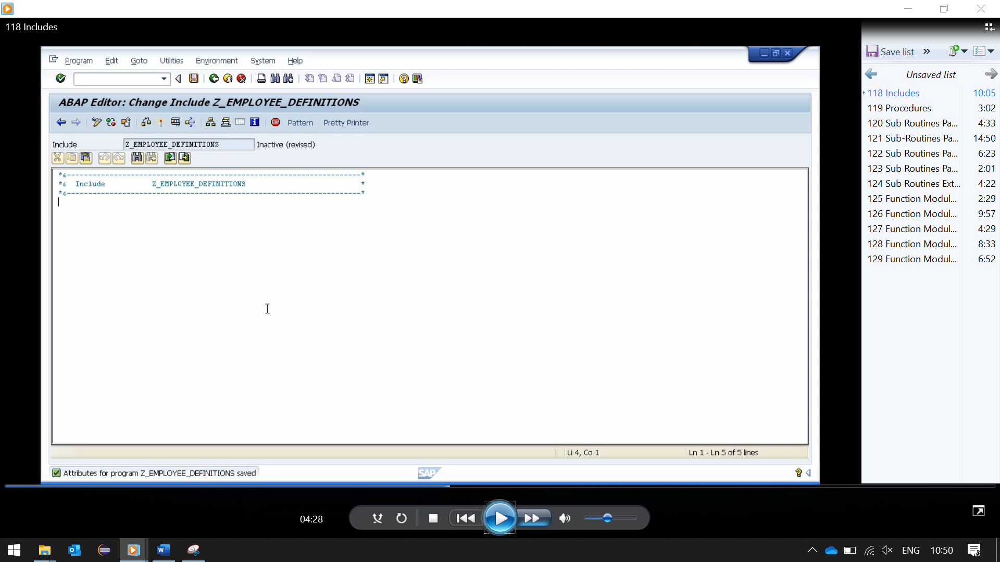 118 Includes
Program Edit Goto Utilities Environment System Help
ABAP Editor: Change Include Z_EMPLOYEE_DEFINITIONS
Pattern Pretty Printer
Include Z_EMPLOYEE_DEFINITIONS Inactive (revised)
*&---------------------------------------------------------------------*
*& Include Z_EMPLOYEE_DEFINITIONS *
*&---------------------------------------------------------------------*
Li 4, Co 1 Ln 1 - Ln 5 of 5 lines
Attributes for program Z_EMPLOYEE_DEFINITIONS saved
SAP
Save list »
Unsaved list
118 Includes 10:05
119 Procedures 3:02
120 Sub Routines Pa... 4:33
121 Sub-Routines Pa... 14:50
122 Sub Routines Pa... 6:23
123 Sub Routines Pa... 2:01
124 Sub Routines Ext... 4:22
125 Function Modul... 2:29
126 Function Modul... 9:57
127 Function Modul... 4:29
128 Function Modul... 8:33
129 Function Modul... 6:52
04:28
ENG 10:50